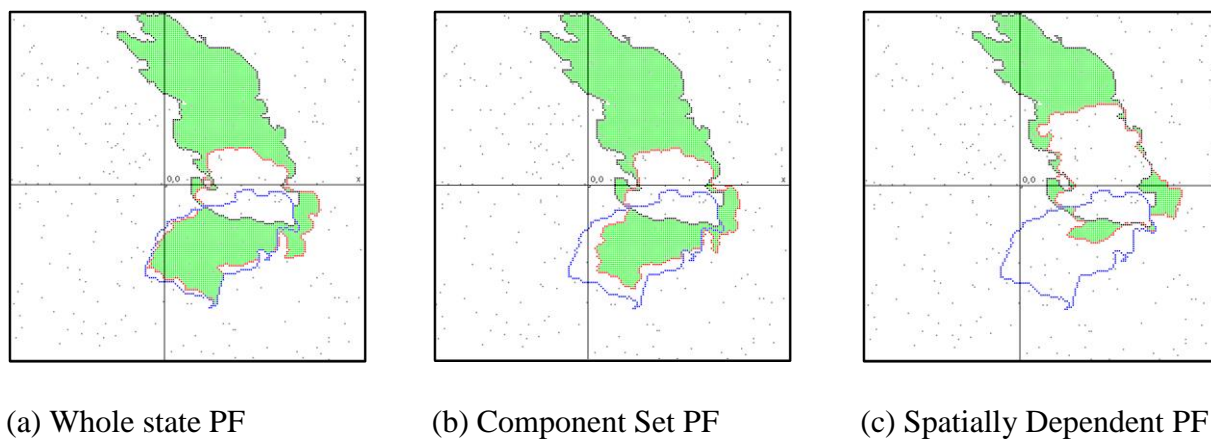 0,0
x
0,0
x
0,0
(a) Whole state PF
(b) Component Set PF
(c) Spatially Dependent PF